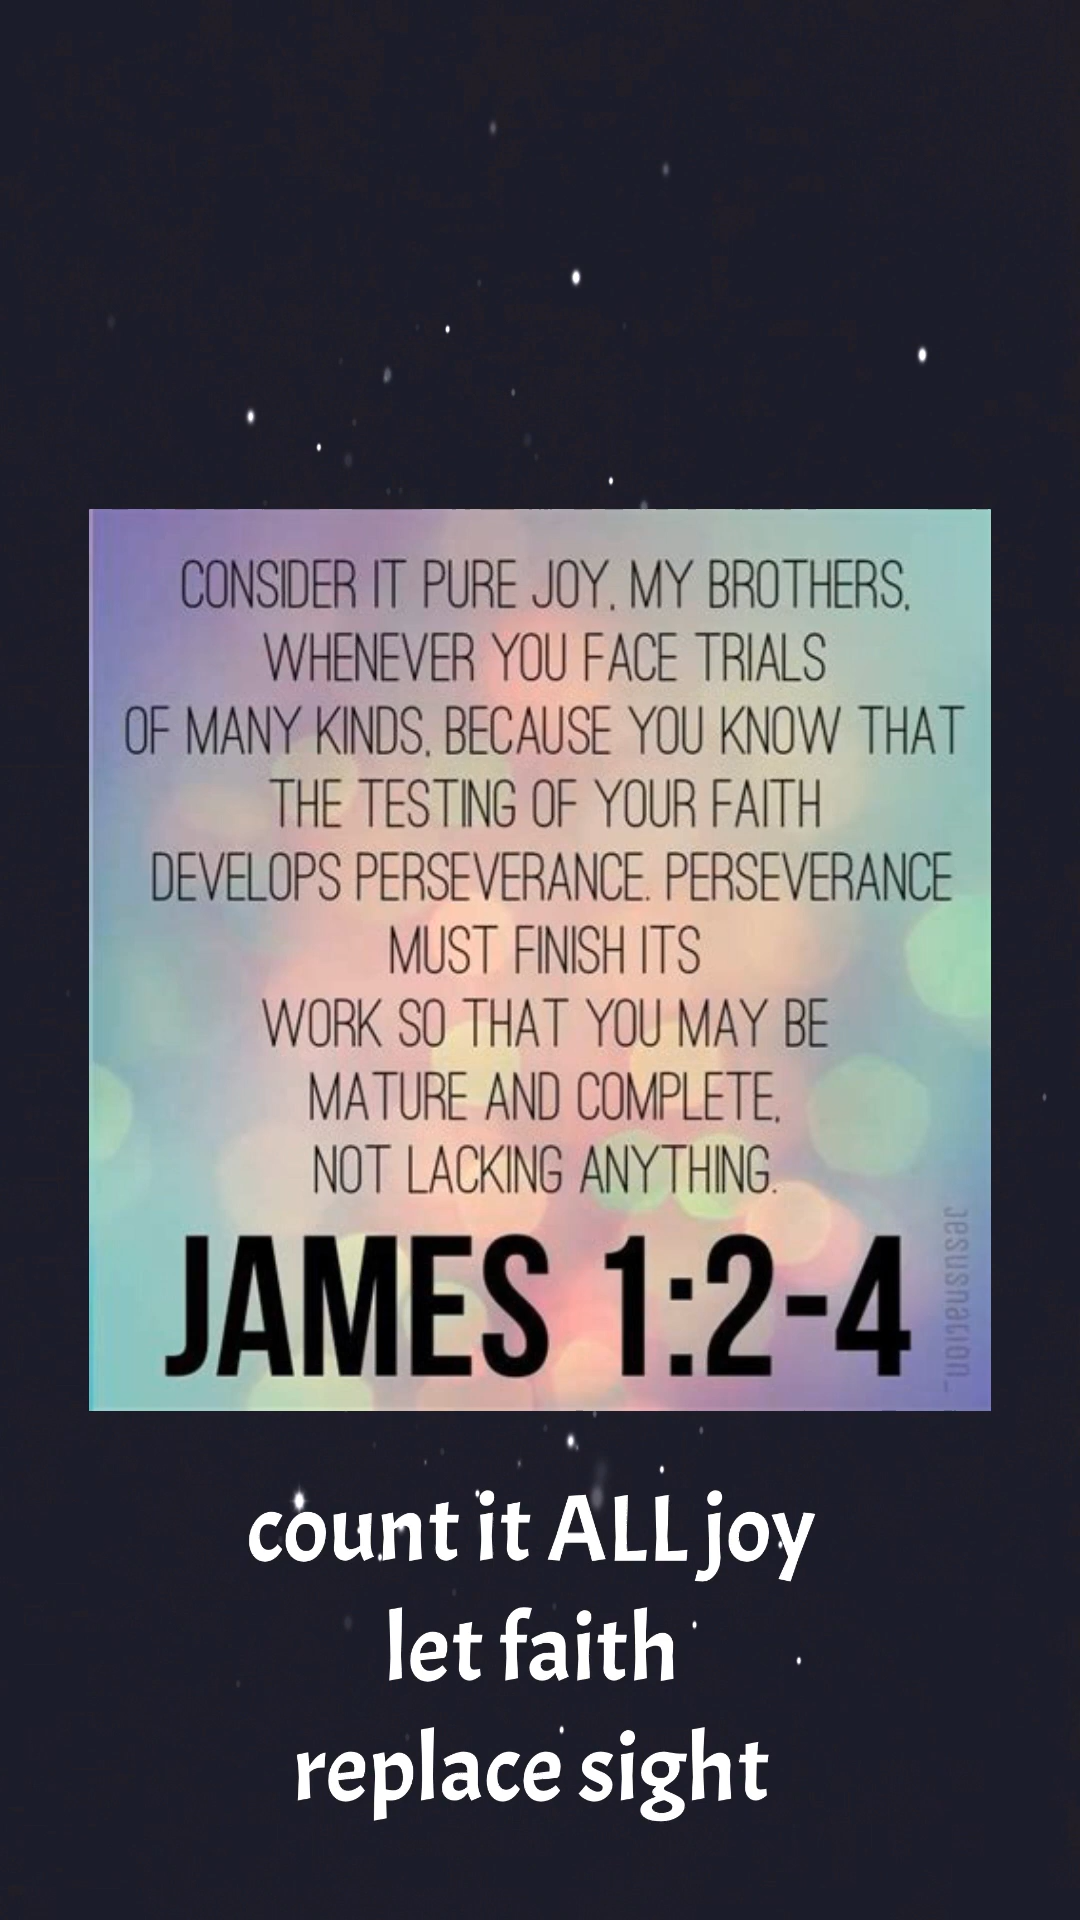 CONSIDER IT PURE JOY, MY BROTHERS,
WHENEVER YOU FACE TRIALS
OF MANY KINDS, BECAUSE YOU KNOW THAT
THE TESTING OF YOUR FAITH
DEVELOPS PERSEVERANCE. PERSEVERANCE
MUST FINISH ITS
WORK SO THAT YOU MAY BE
MATURE AND COMPLETE,
NOT LACKING ANYTHING.
JAMES 1:2-4
Jesusnation_
count it ALL joy
let faith
replace sight